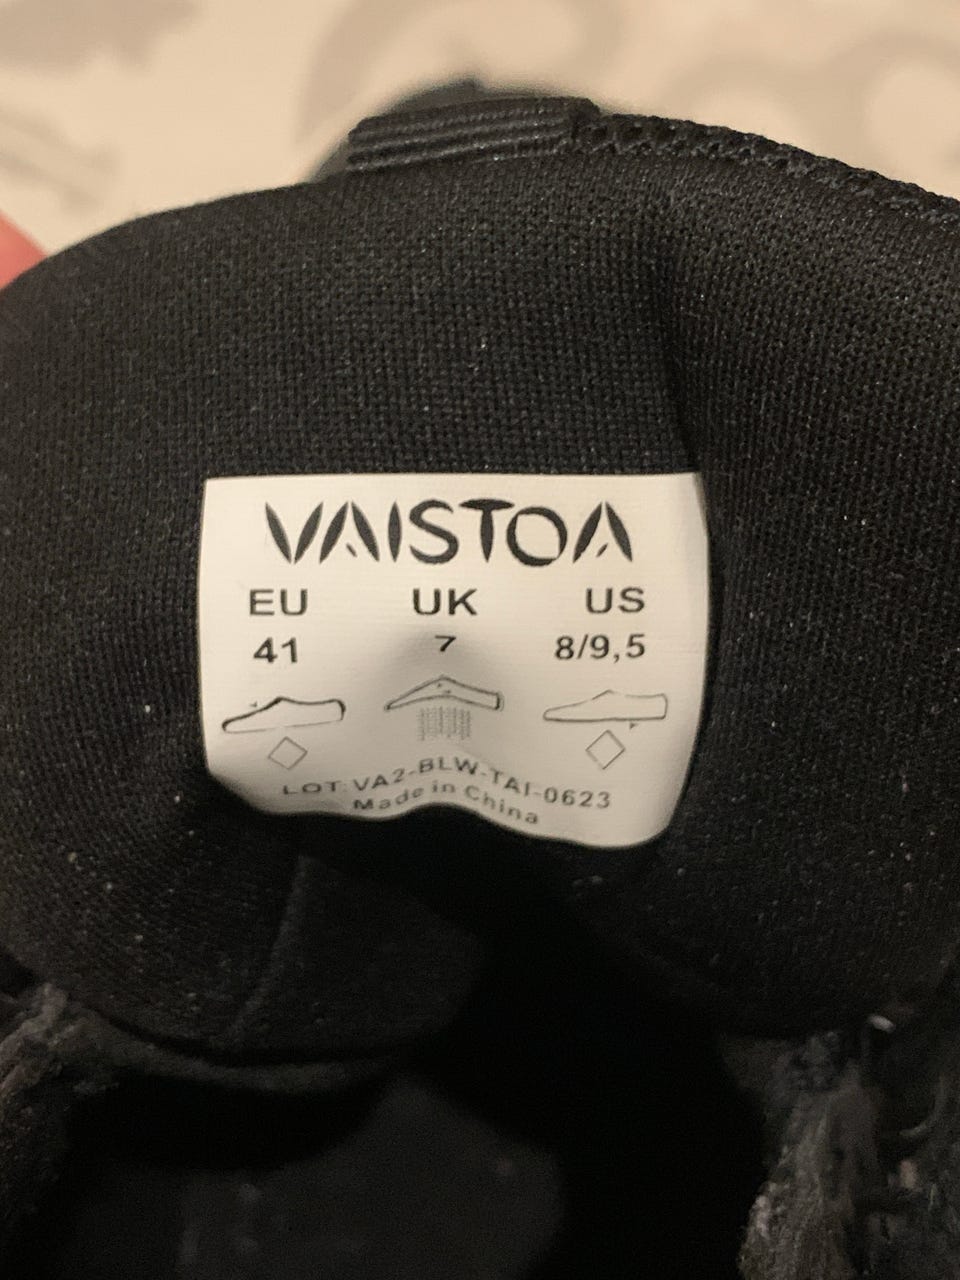 VAISTOA
EU UK US
41 7 8/9,5
LOT:VA2-BLW-TAI-0623
Made in China